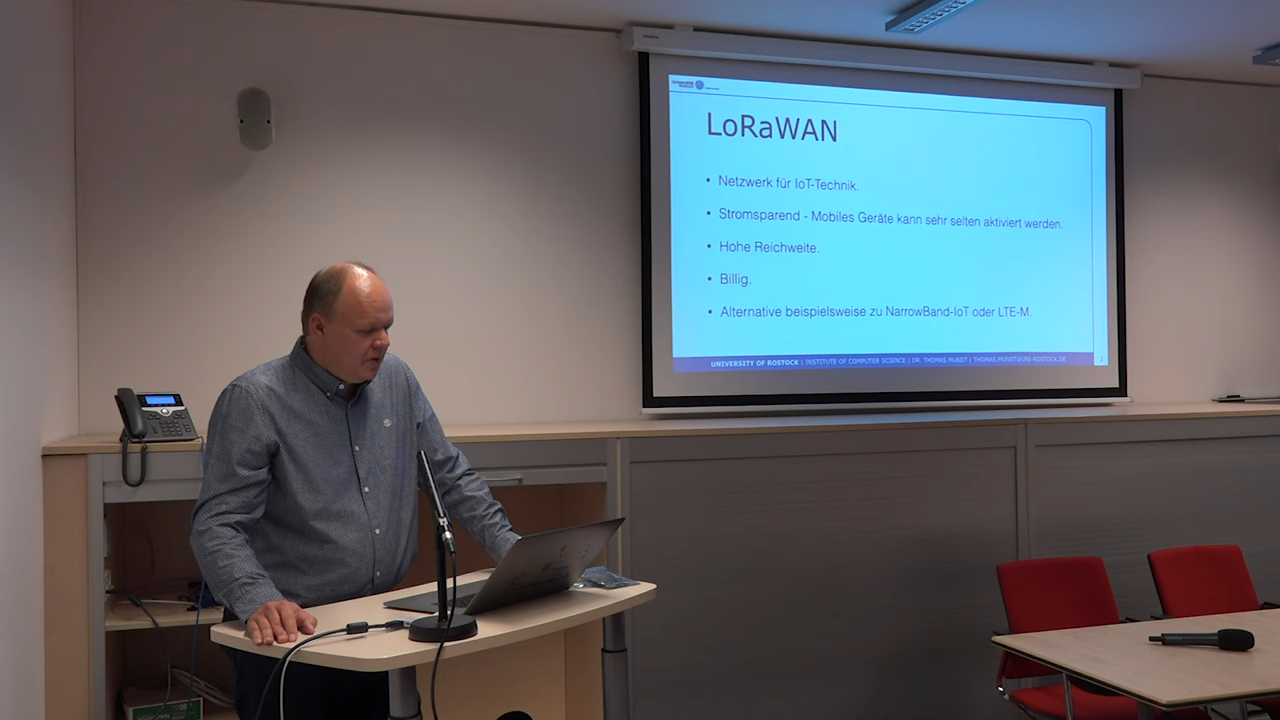 Universität
LoRaWAN
• Netzwerk für IoT-Technik.
• Stromsparend - Mobiles Geräte kann sehr selten aktiviert werden.
• Hohe Reichweite.
• Billig.
• Alternative beispielsweise zu NarrowBand-IoT oder LTE-M.
UNIVERSITY OF ROSTOCK | INSTITUTE OF COMPUTER SCIENCE | DR. THOMAS MUNDT | THOMAS.MUNDT@UNI-ROSTOCK.DE